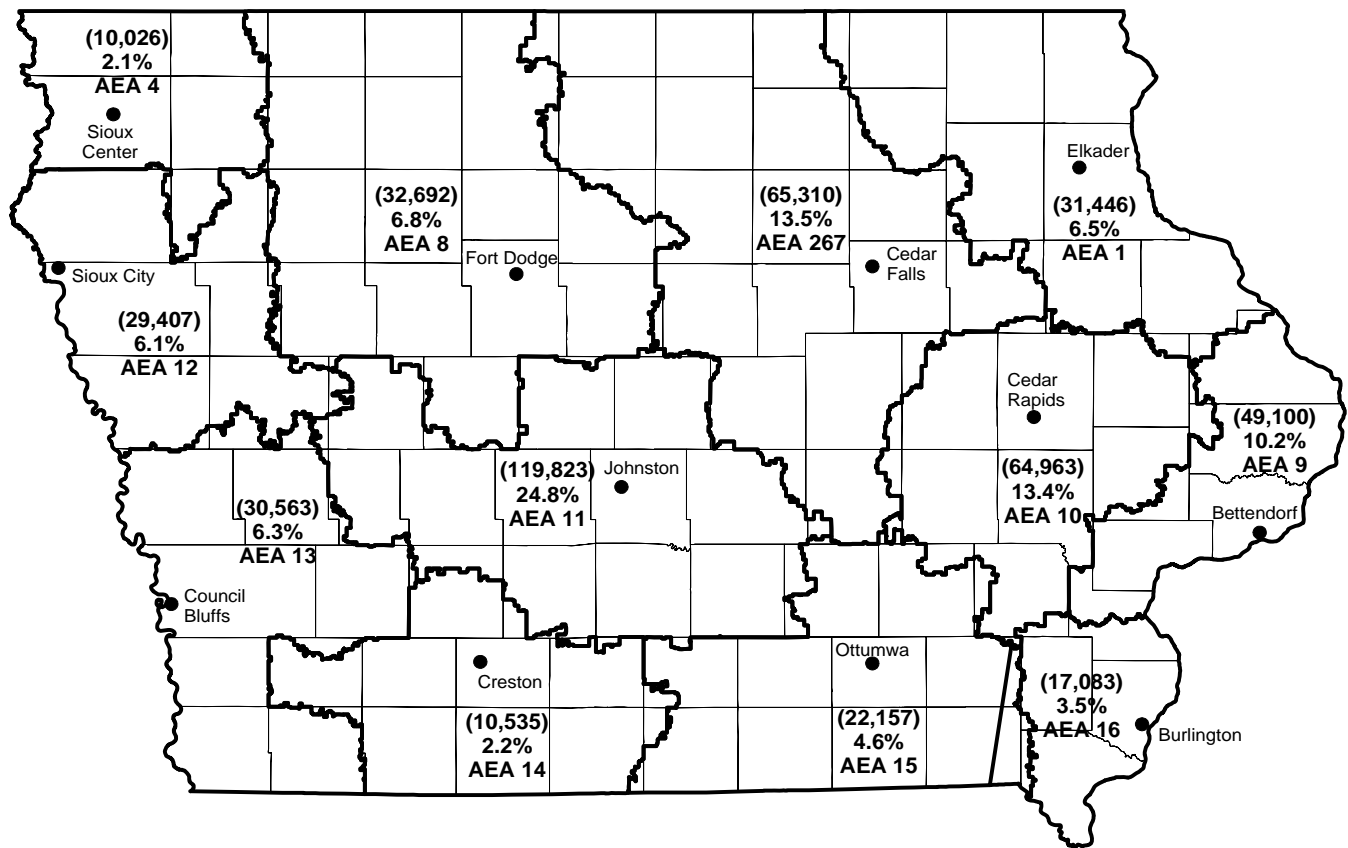 (10,026)
2.1%
AEA 4
Sioux
Center
Elkader
(32,692)
6.8%
AEA 8
(65,310)
13.5%
AEA 267
(31,446)
6.5%
AEA 1
Fort Dodge
Cedar
Falls
Sioux City
(29,407)
6.1%
AEA 12
Cedar
Rapids
(49,100)
10.2%
AEA 9
(119,823)
24.8%
AEA 11
Johnston
(64,963)
13.4%
AEA 10
Bettendorf
(30,563)
6.3%
AEA 13
Council
Bluffs
Creston
(10,535)
2.2%
AEA 14
Ottumwa
(22,157)
4.6%
AEA 15
(17,083)
3.5%
AEA 16
Burlington